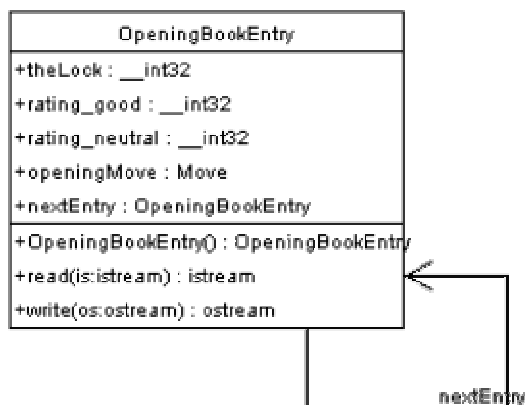 OpeningBookEntry
+theLock : __int32
+rating_good : __int32
+rating_neutral : __int32
+openingMove : Move
+nextEntry : OpeningBookEntry
+OpeningBookEntry() : OpeningBookEntry
+read(is:istream) : istream
+write(os:ostream) : ostream
nextEntry